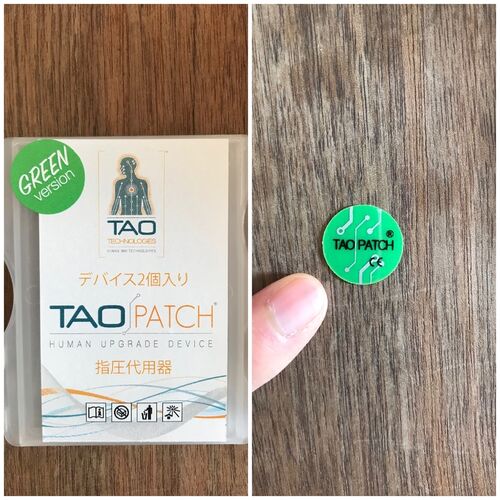 GREEN
version
TAO
TECHNOLOGIES
デバイス2個入り
TAO PATCH®
HUMAN UPGRADE DEVICE
指圧代用器
TAO PATCH®
CE